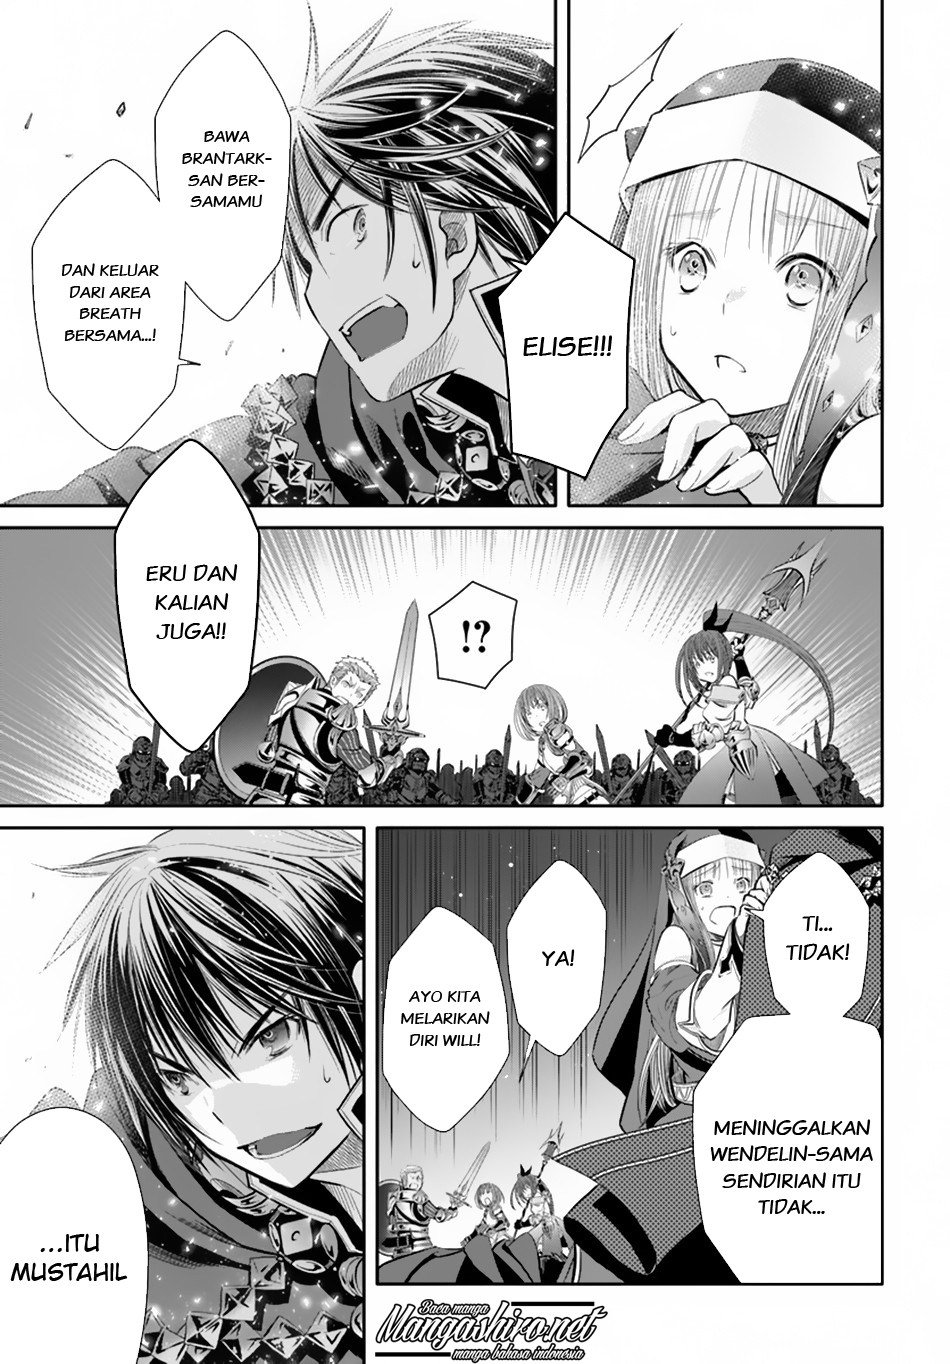 ELISE!!!
BAWA
BRANTARK-
SAN BER-
SAMAMU
DAN KELUAR
DARI AREA
BREATH
BERSAMA...!
!?
ERU DAN
KALIAN
JUGA!!
TI...
TIDAK!
MENINGGALKAN
WENDELIN-SAMA
SENDIRIAN ITU
TIDAK...
YA!
AYO KITA
MELARIKAN
DIRI WILL!
...ITU
MUSTAHIL
Baca manga
Mangashiro.net
manga bahasa indonesia